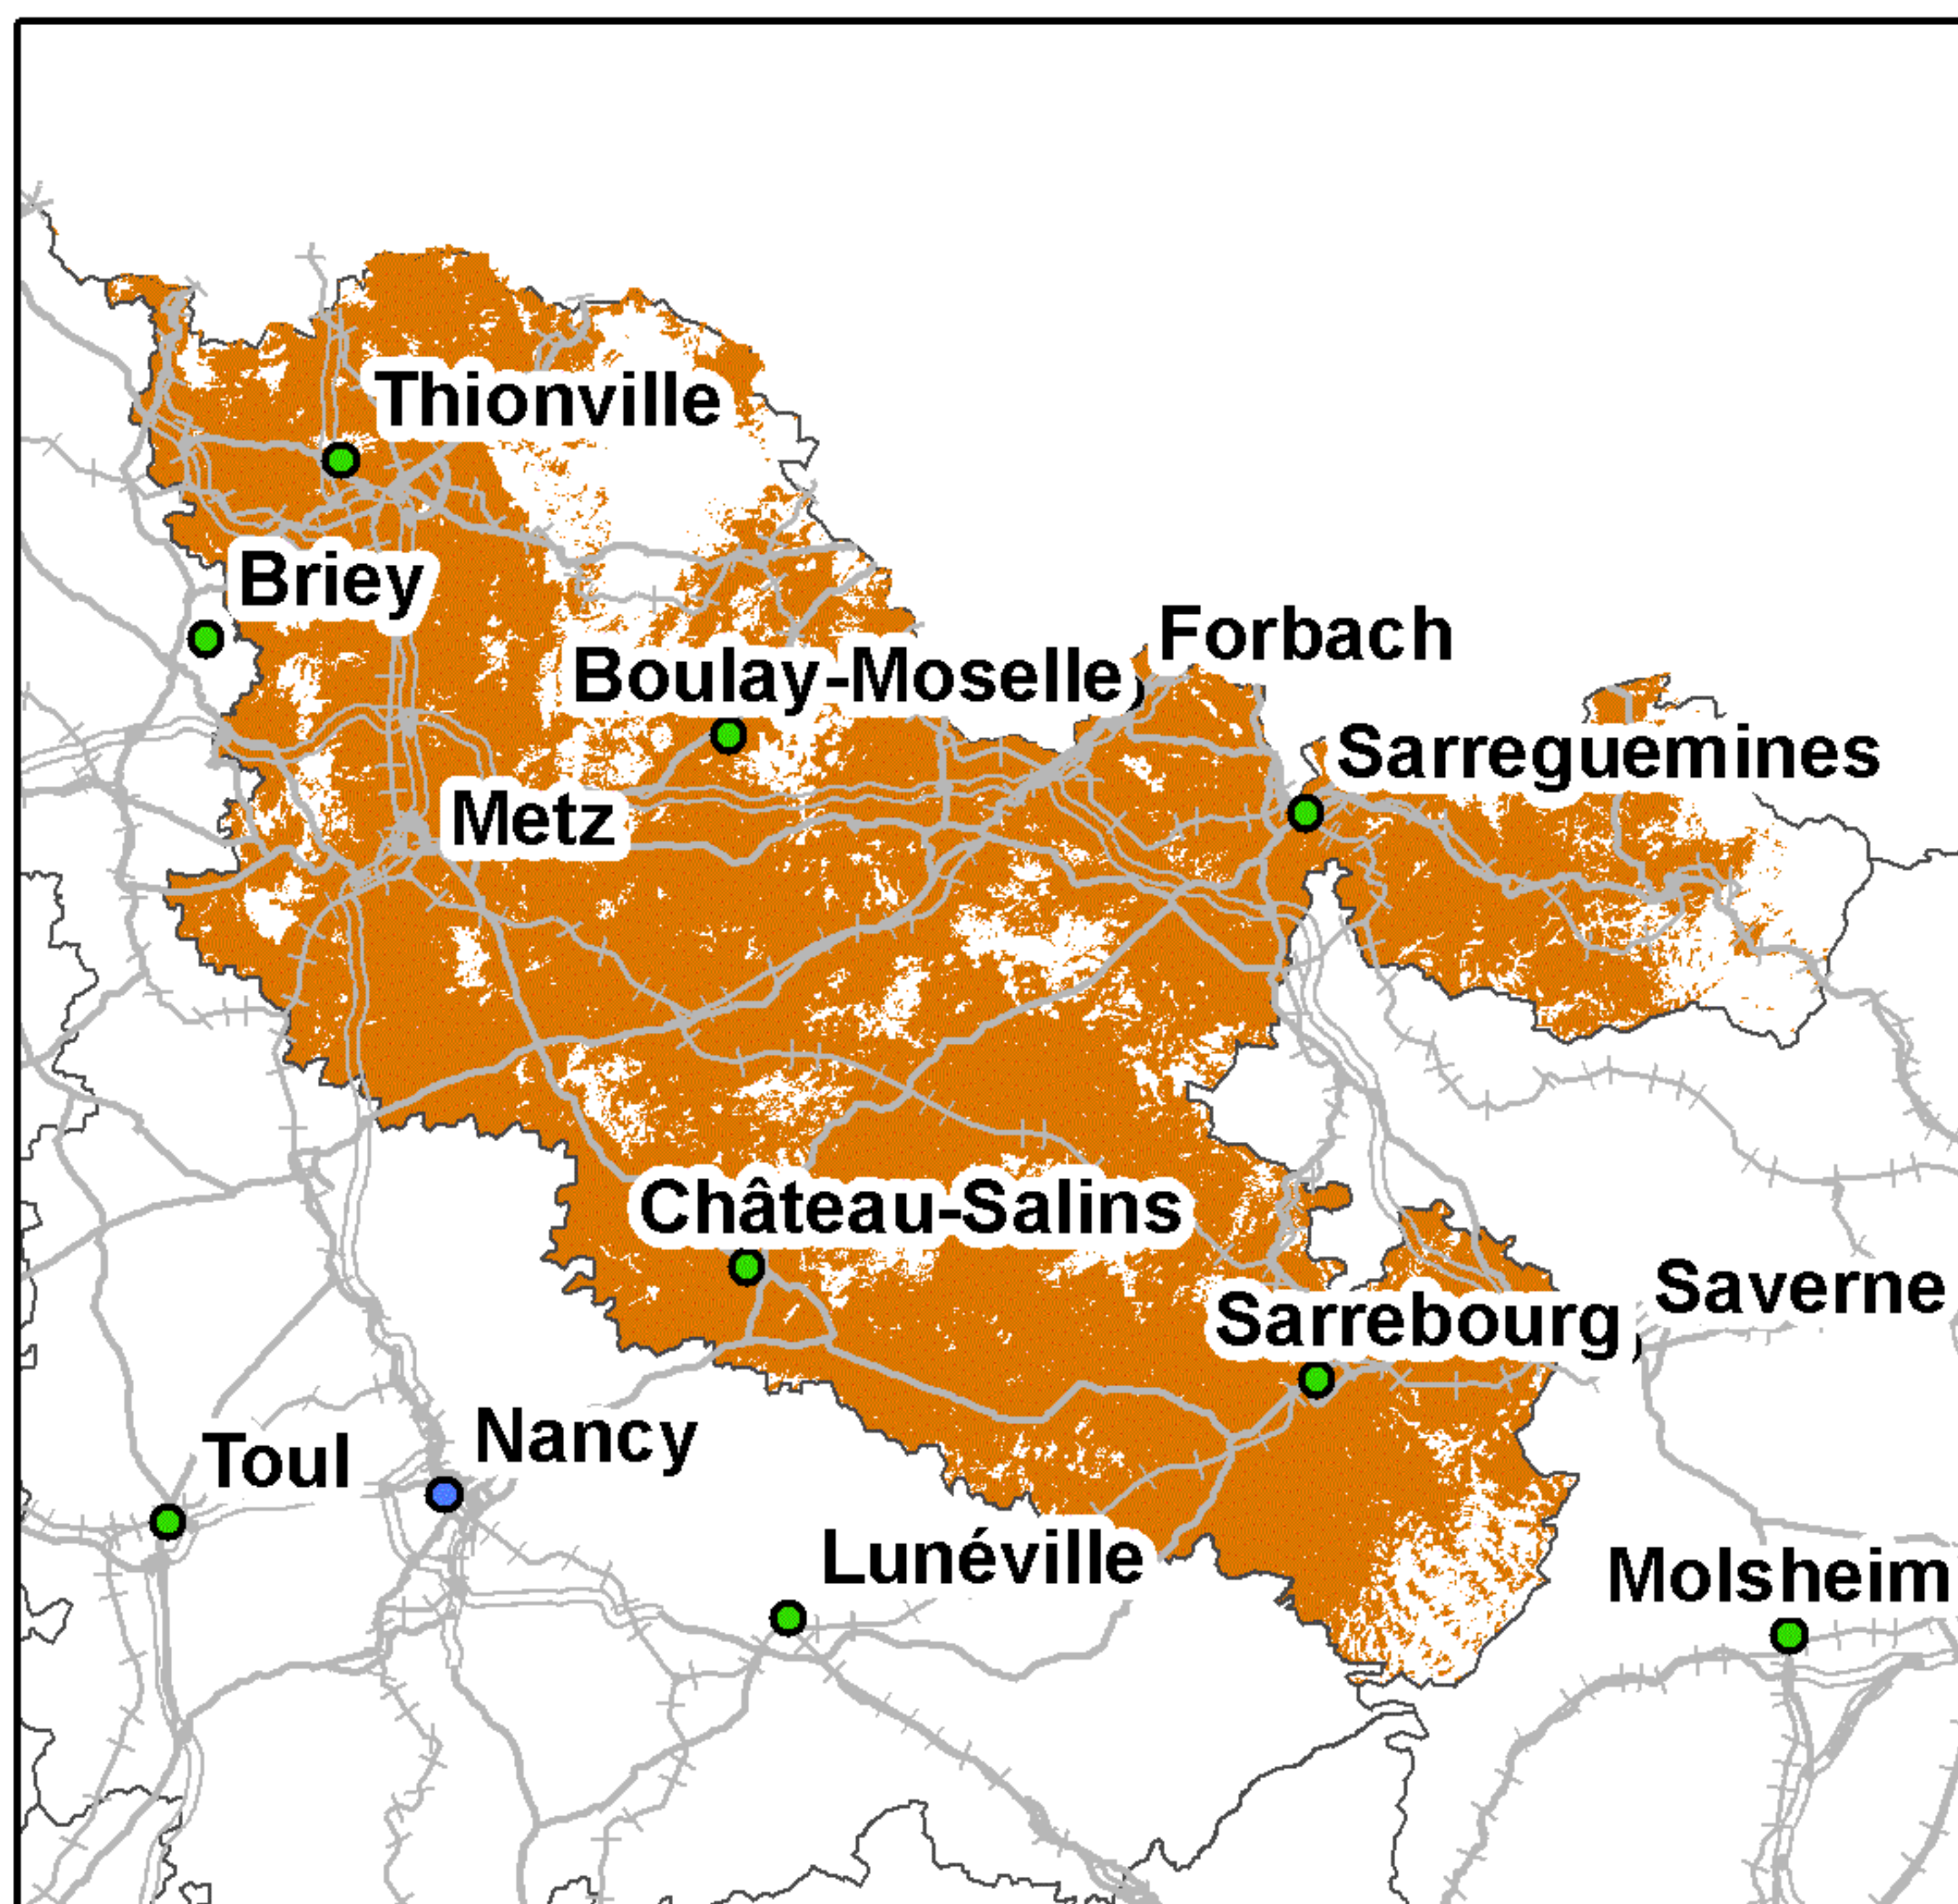 Thionville
Briey
Forbach
Boulay-Moselle
Sarreguemines
Metz
Château-Salins
Saverne
Sarrebourg
Nancy
Toul
Lunéville
Molsheim